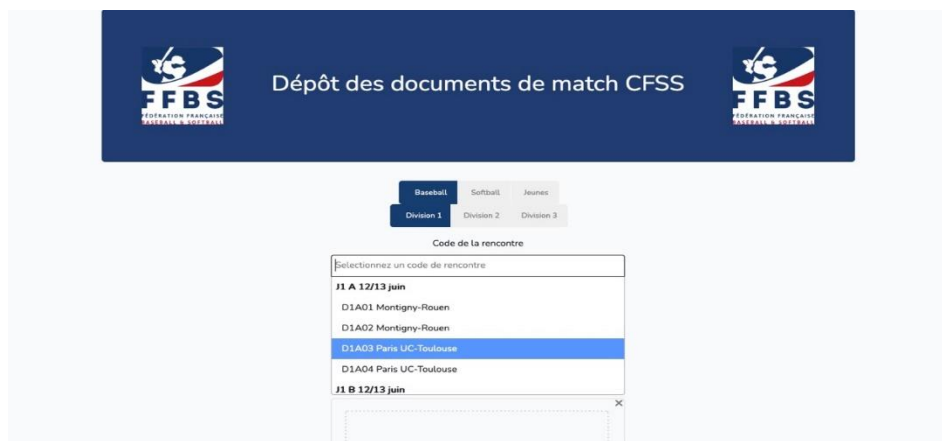 FFBS
FÉDÉRATION FRANÇAISE
BASEBALL & SOFTBALL
Dépôt des documents de match CFSS
FFBS
FÉDÉRATION FRANÇAISE
BASEBALL & SOFTBALL
Baseball Softball Jeunes
Division 1 Division 2 Division 3
Code de la rencontre
Selectionnez un code de rencontre
J1 A 12/13 juin
D1A01 Montigny-Rouen
D1A02 Montigny-Rouen
D1A03 Paris UC-Toulouse
D1A04 Paris UC-Toulouse
J1 B 12/13 juin